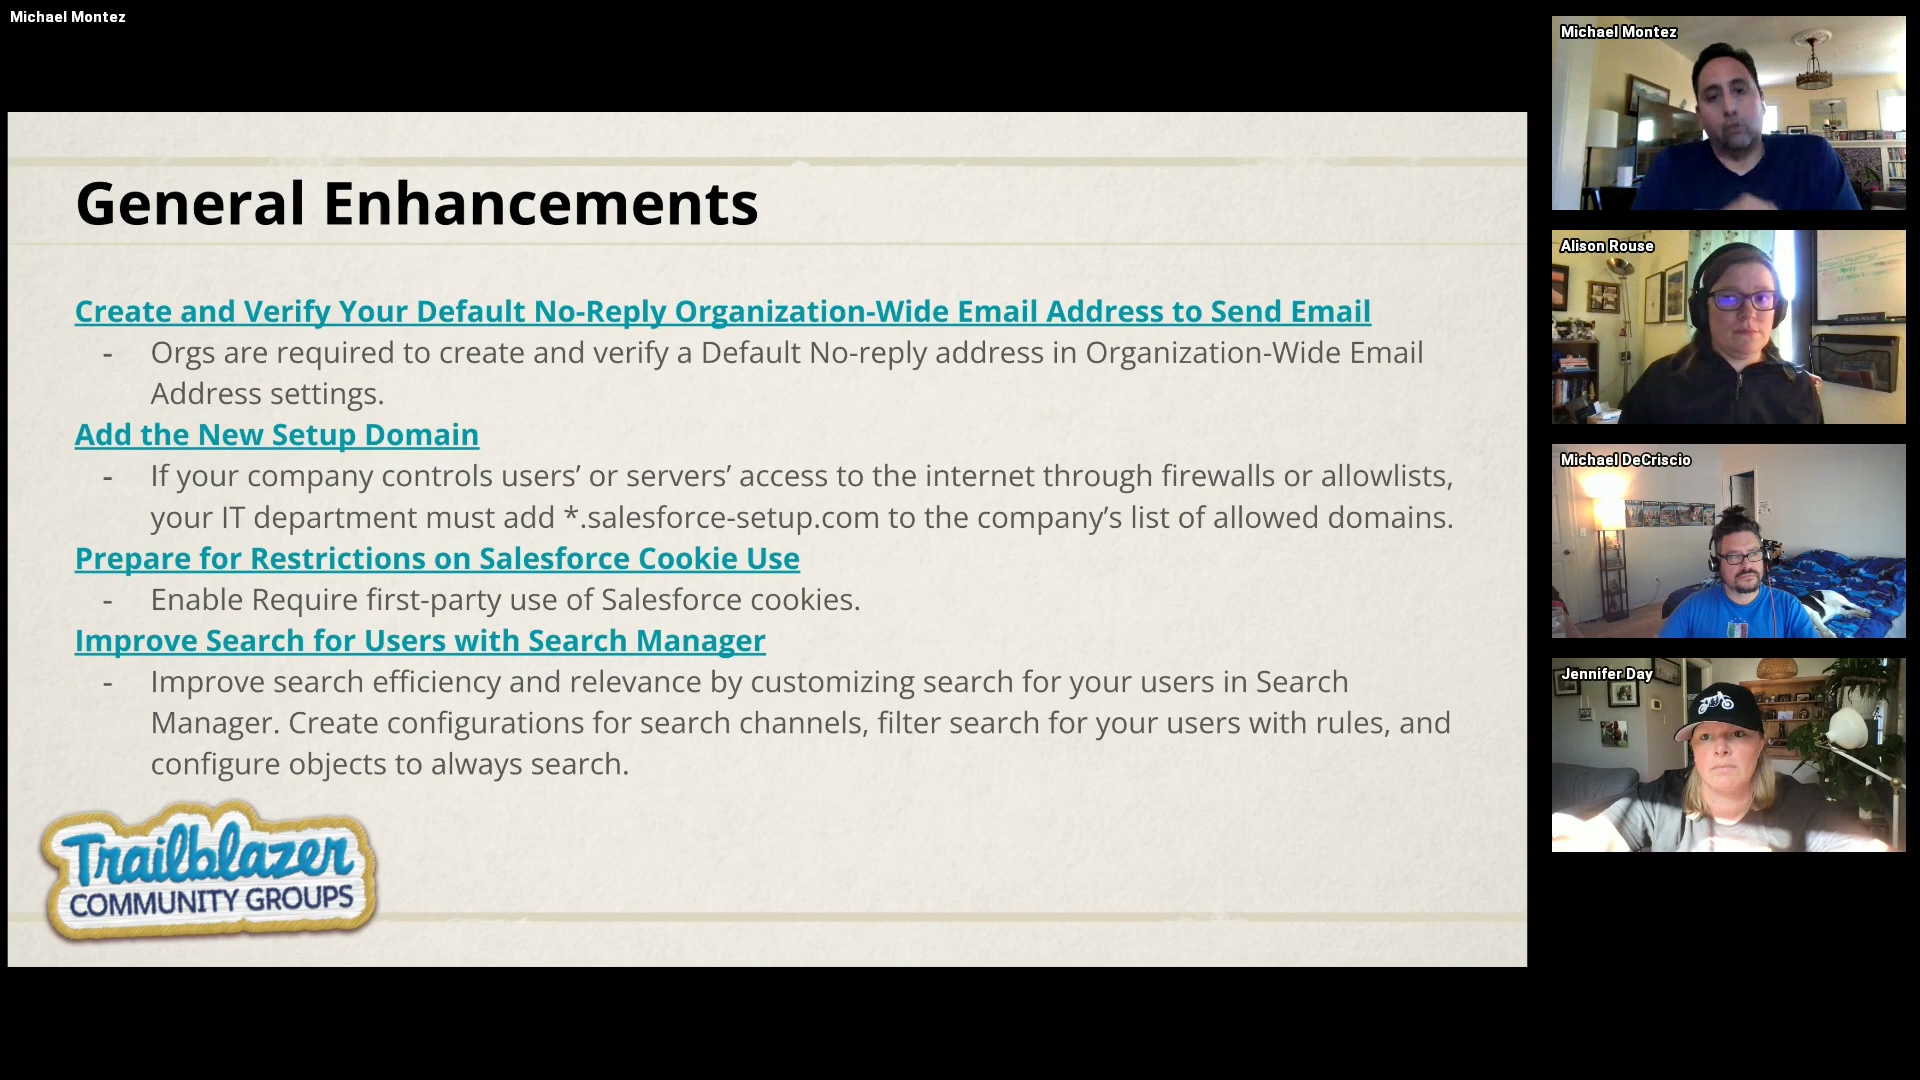 Michael Montez
General Enhancements
Create and Verify Your Default No-Reply Organization-Wide Email Address to Send Email
- Orgs are required to create and verify a Default No-reply address in Organization-Wide Email
Address settings.
Add the New Setup Domain
- If your company controls users’ or servers’ access to the internet through firewalls or allowlists,
your IT department must add *.salesforce-setup.com to the company’s list of allowed domains.
Prepare for Restrictions on Salesforce Cookie Use
- Enable Require first-party use of Salesforce cookies.
Improve Search for Users with Search Manager
- Improve search efficiency and relevance by customizing search for your users in Search
Manager. Create configurations for search channels, filter search for your users with rules, and
configure objects to always search.
Trailblazer
COMMUNITY GROUPS
Michael Montez
Alison Rouse
ALISON ROUSE
Michael DeCriscio
Jennifer Day